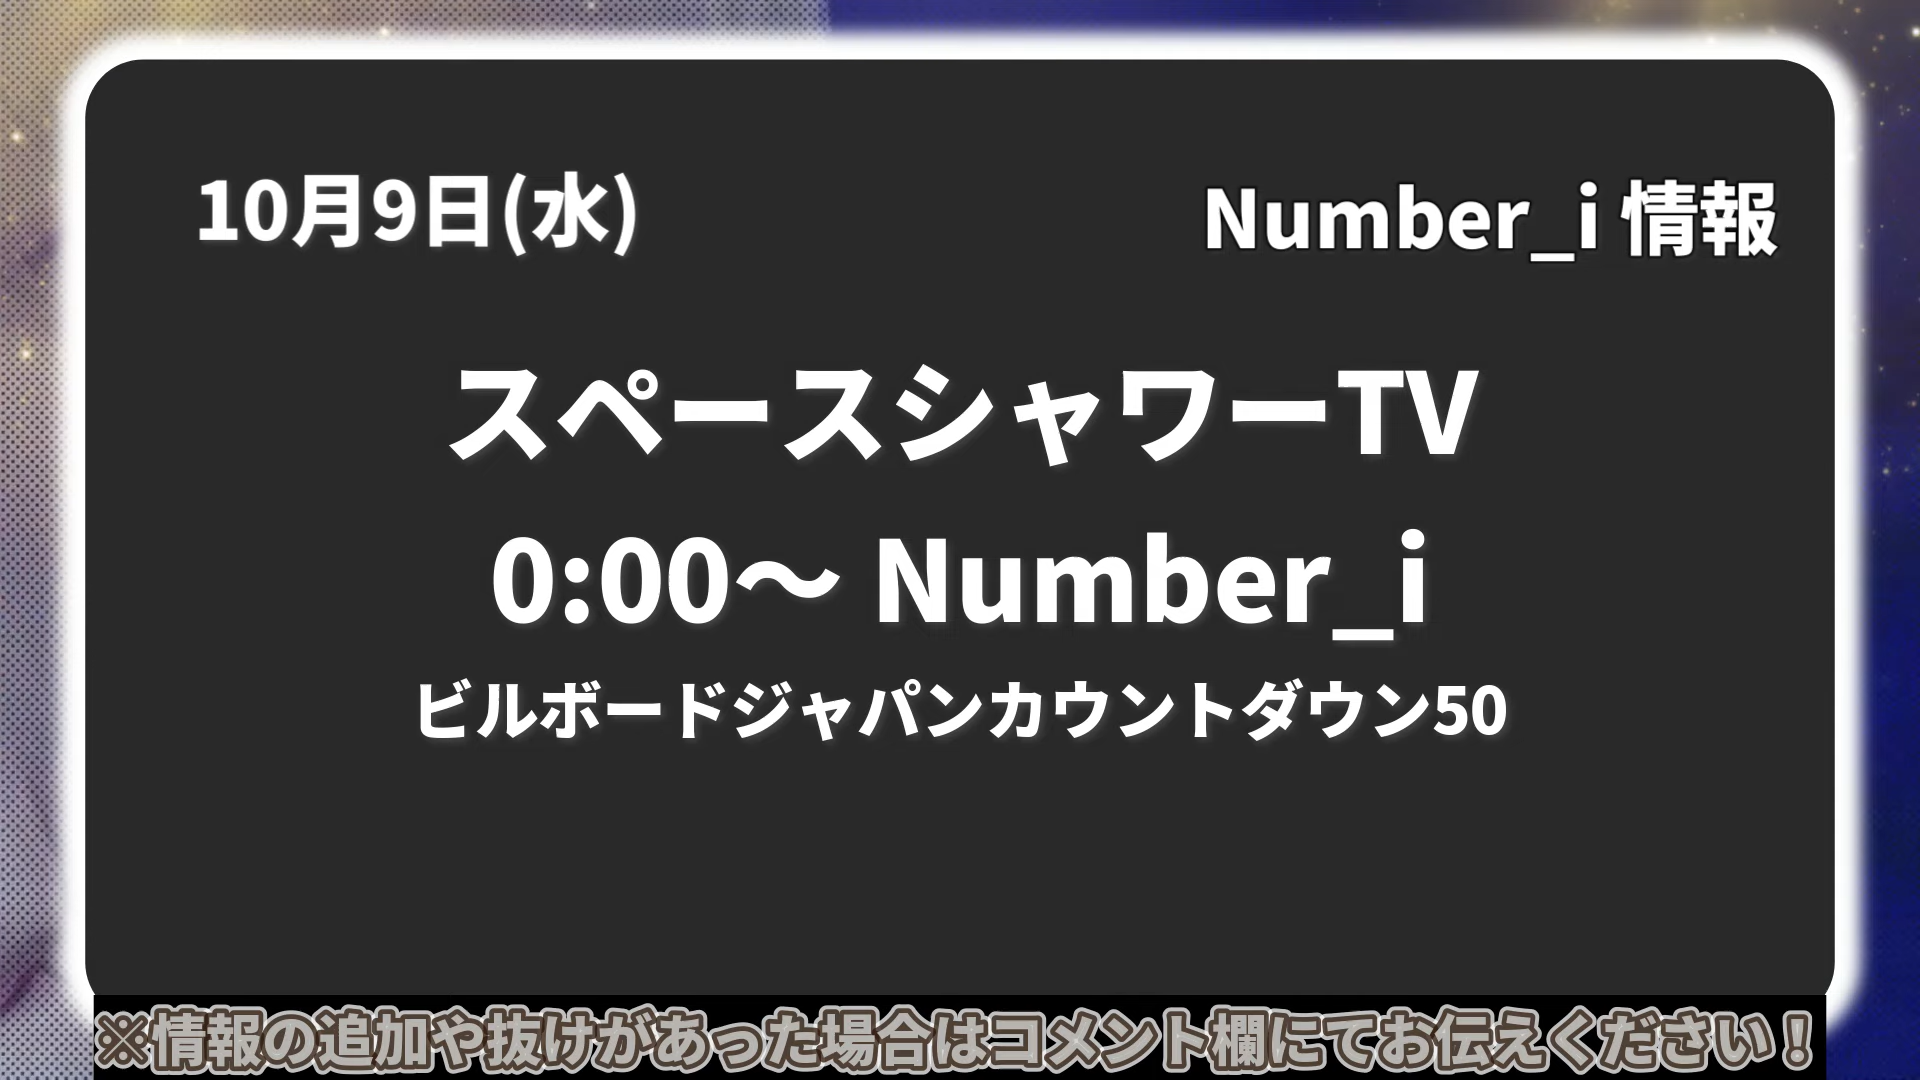 10月9日(水)
Number_i 情報
スペースシャワーTV
0:00〜 Number_i
ビルボードジャパンカウントダウン50
※情報の追加や抜けがあった場合はコメント欄にてお伝えください！